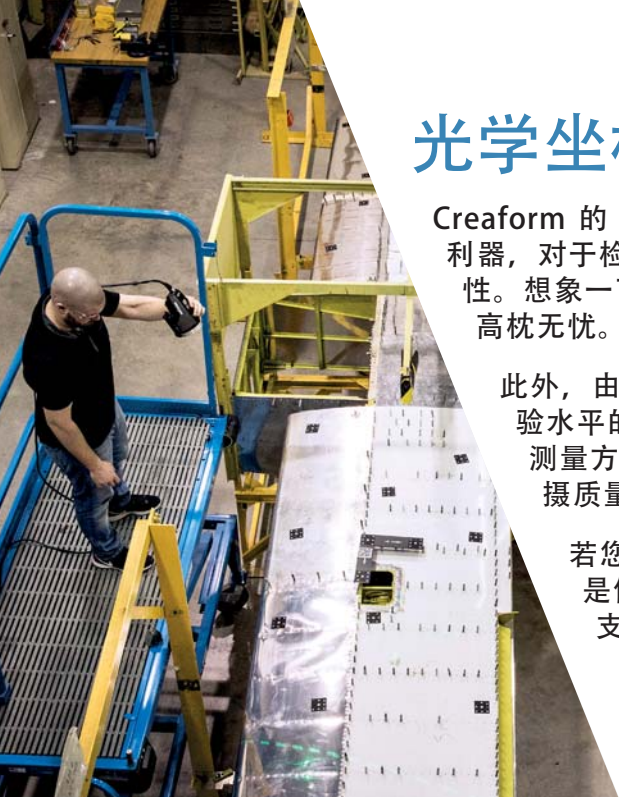 光学坐
Creaform 的
利器，对于检
性。想象一
高枕无忧。
此外，由
验水平的
测量方
摄质量
若您
是
支